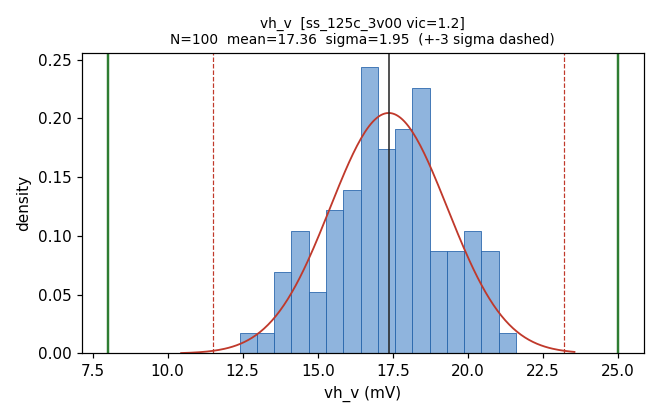 vh_v  [ss_125c_3v00 vic=1.2]
N=100  mean=17.36  sigma=1.95  (+-3 sigma dashed)
0.25
0.20
0.15
0.10
0.05
0.00
density
7.5 10.0 12.5 15.0 17.5 20.0 22.5 25.0
vh_v (mV)